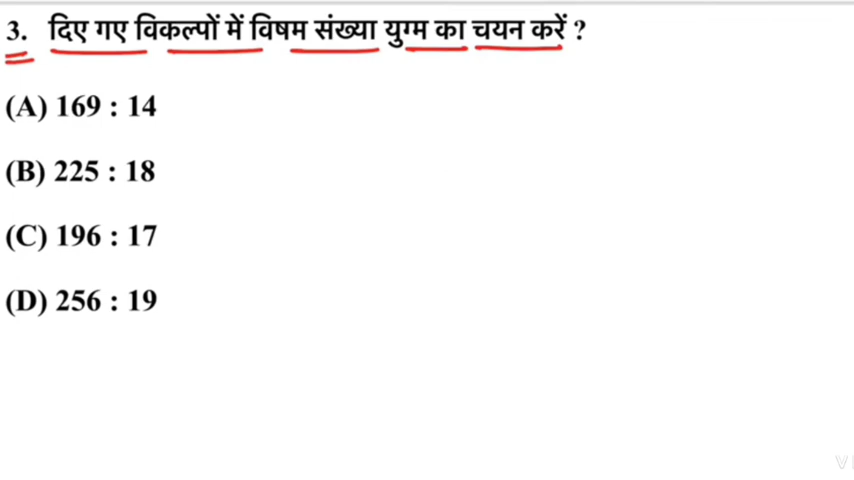 3. दिए गए विकल्पों में विषम संख्या युग्म का चयन करें ?
(A) 169 : 14
(B) 225 : 18
(C) 196 : 17
(D) 256 : 19